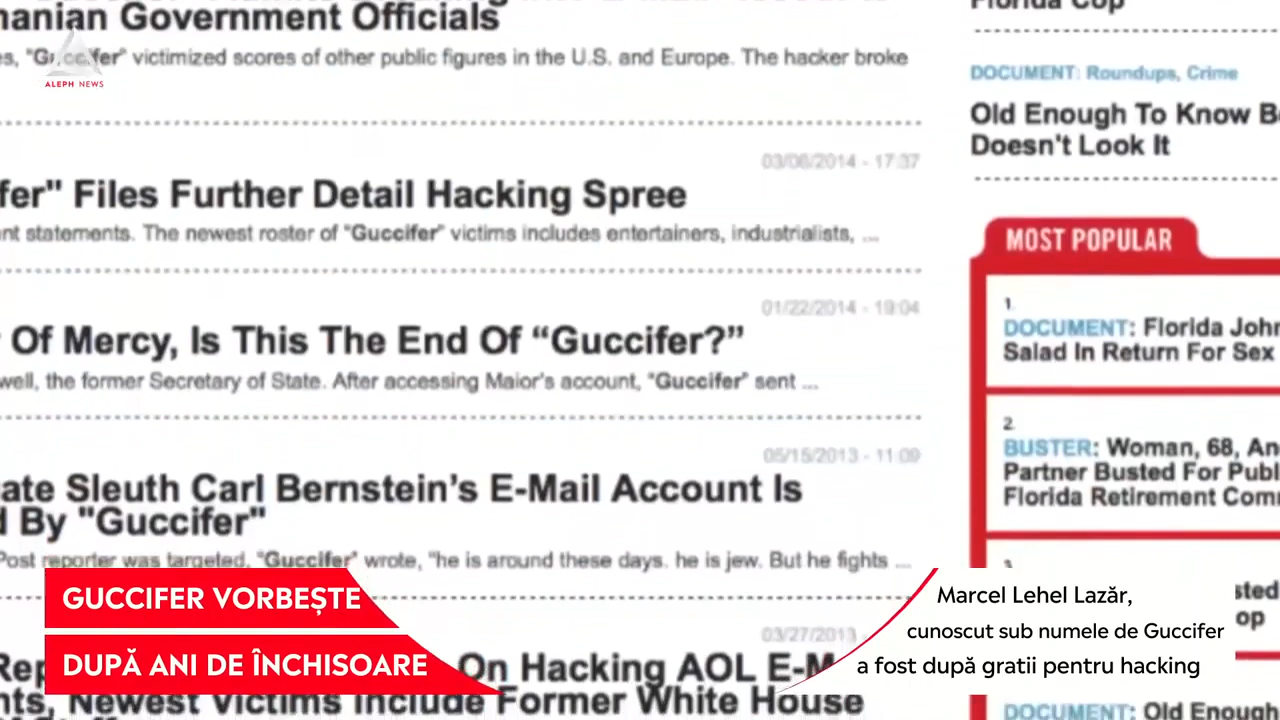 manian Government Officials
es, "Guccifer" victimized scores of other public figures in the U.S. and Europe. The hacker broke
ALEPH NEWS
03/06/2014 - 17:37
fer" Files Further Detail Hacking Spree
nt statements. The newest roster of "Guccifer" victims includes entertainers, industrialists, ...
01/22/2014 - 19:04
Of Mercy, Is This The End Of “Guccifer?”
well, the former Secretary of State. After accessing Maior's account, "Guccifer" sent ...
05/15/2013 - 11:09
ate Sleuth Carl Bernstein’s E-Mail Account Is
d By "Guccifer"
Post reporter was targeted, "Guccifer" wrote, "he is around these days. he is jew. But he fights ...
03/27/2013
Rep
On Hacking AOL E-M
nts, Newest Victims Include Former White House
Florida Cop
DOCUMENT: Roundups, Crime
Old Enough To Know Be
Doesn't Look It
MOST POPULAR
1.
DOCUMENT: Florida John
Salad In Return For Sex
2.
BUSTER: Woman, 68, An
Partner Busted For Publ
Florida Retirement Com
3.
sted
op
DOCUMENT: Old Enough
GUCCIFER VORBEȘTE
DUPĂ ANI DE ÎNCHISOARE
Marcel Lehel Lazăr,
cunoscut sub numele de Guccifer
a fost după gratii pentru hacking